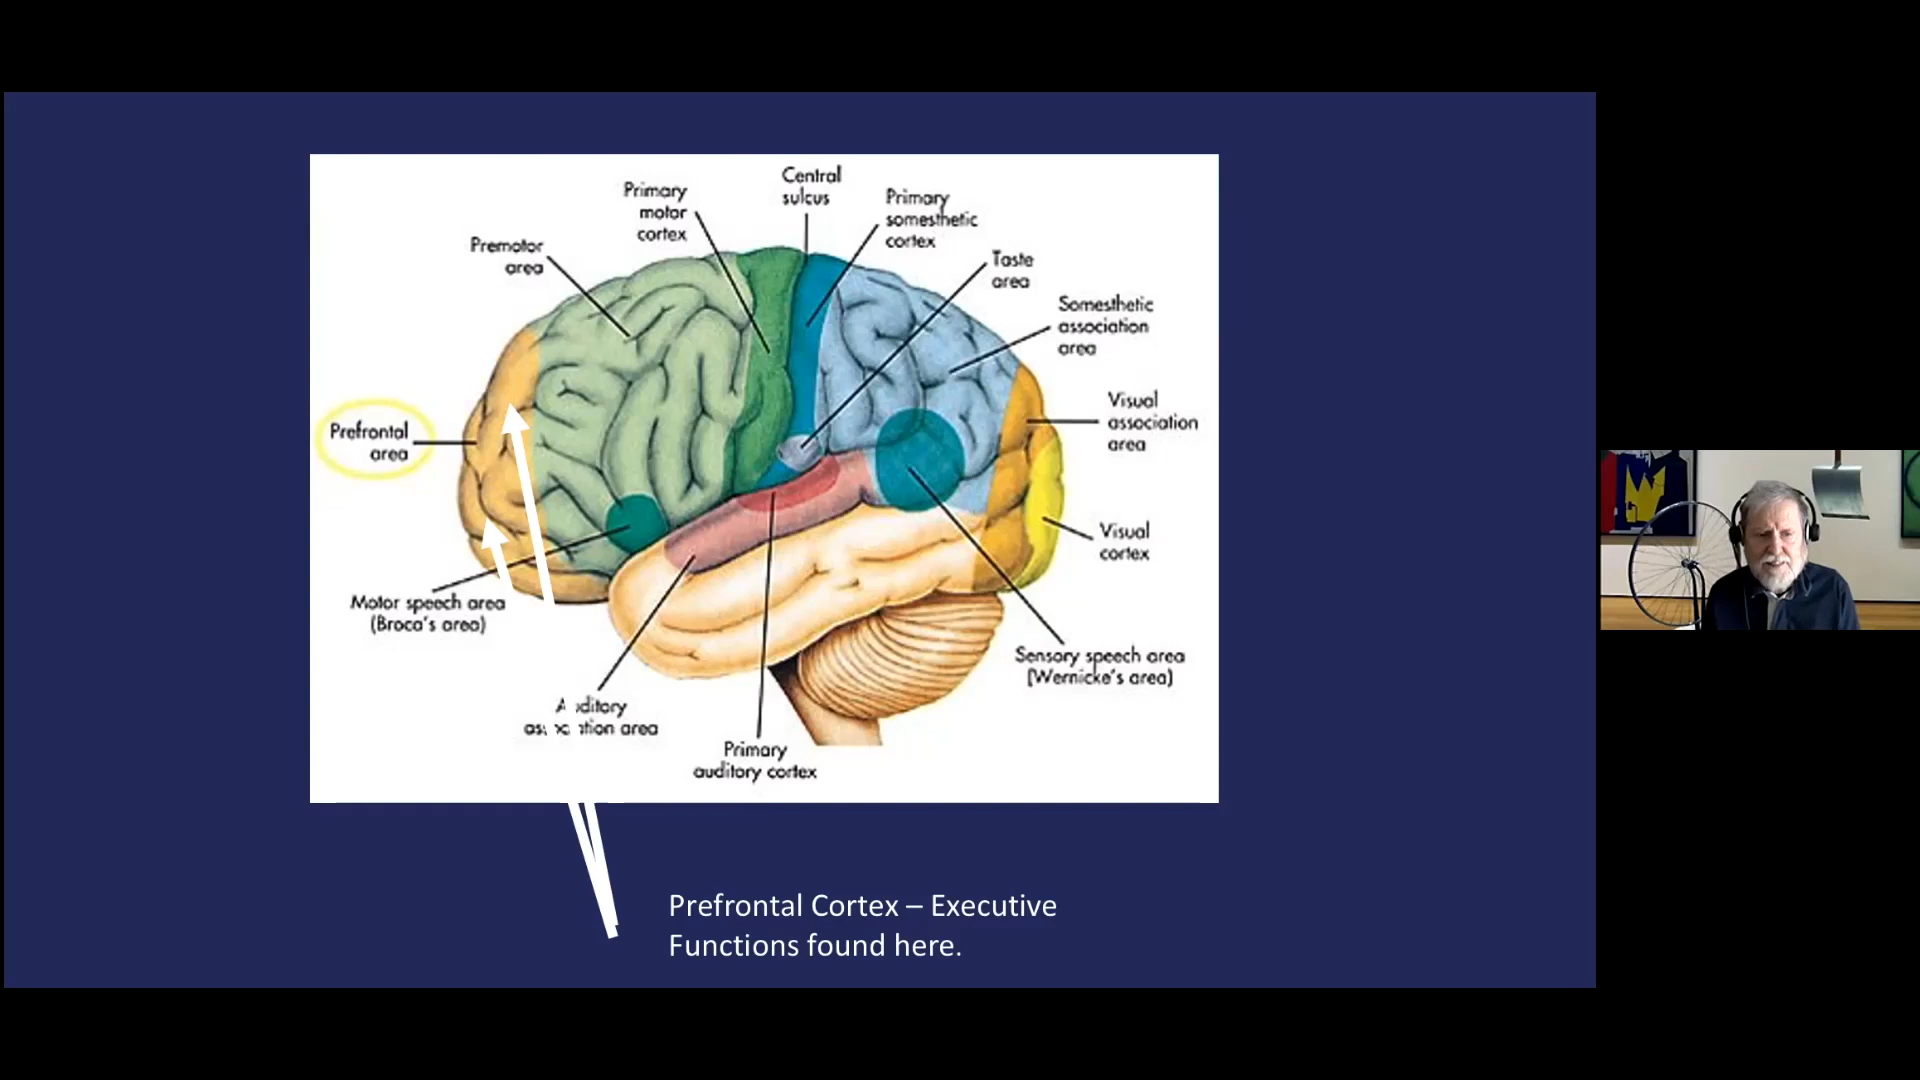 Central
sulcus
Primary
motor
cortex
Primary
somesthetic
cortex
Premotor
area
Taste
area
Somesthetic
association
area
Prefrontal
area
Visual
association
area
Visual
cortex
Motor speech area
(Broca's area)
Sensory speech area
(Wernicke's area)
area
Primary
auditory cortex
Prefrontal Cortex – Executive
Functions found here.